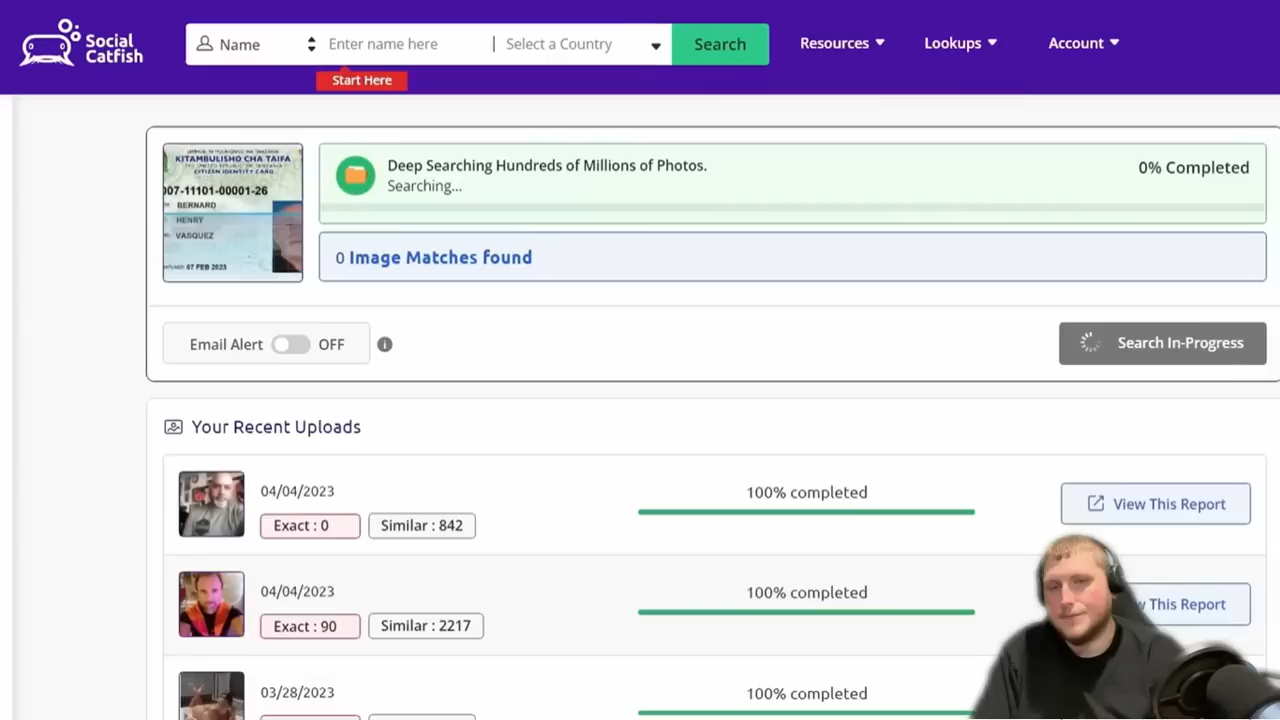 Social
Catfish
Name
Enter name here
Select a Country
Search
Resources
Lookups
Account
Start Here
KITAMBULISHO CHA TAIFA
CITIZEN IDENTITY CARD
007-11101-00001-26
BERNARD
HENRY
VASQUEZ
07 FEB 2023
Deep Searching Hundreds of Millions of Photos.
Searching...
0% Completed
0 Image Matches found
Email Alert
OFF
i
Search In-Progress
Your Recent Uploads
04/04/2023
100% completed
View This Report
Exact : 0
Similar : 842
04/04/2023
100% completed
This Report
Exact : 90
Similar : 2217
03/28/2023
100% completed